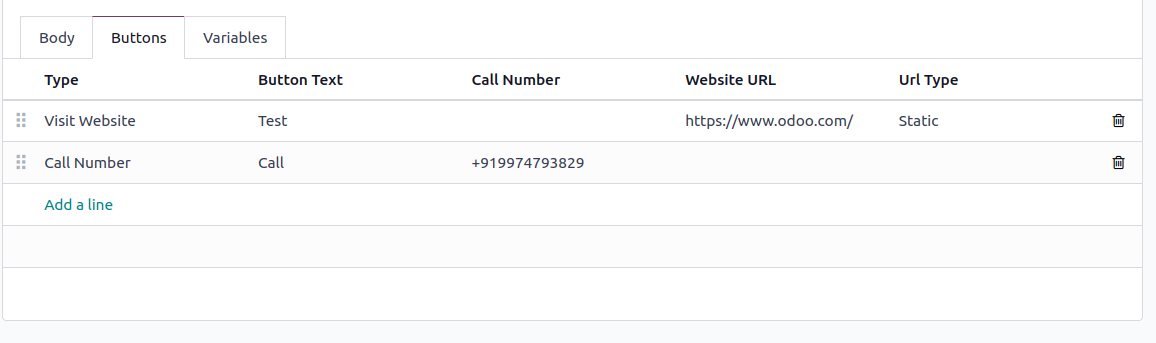 Body Buttons Variables
Type Button Text Call Number Website URL Url Type
Visit Website Test https://www.odoo.com/ Static
Call Number Call +919974793829
Add a line